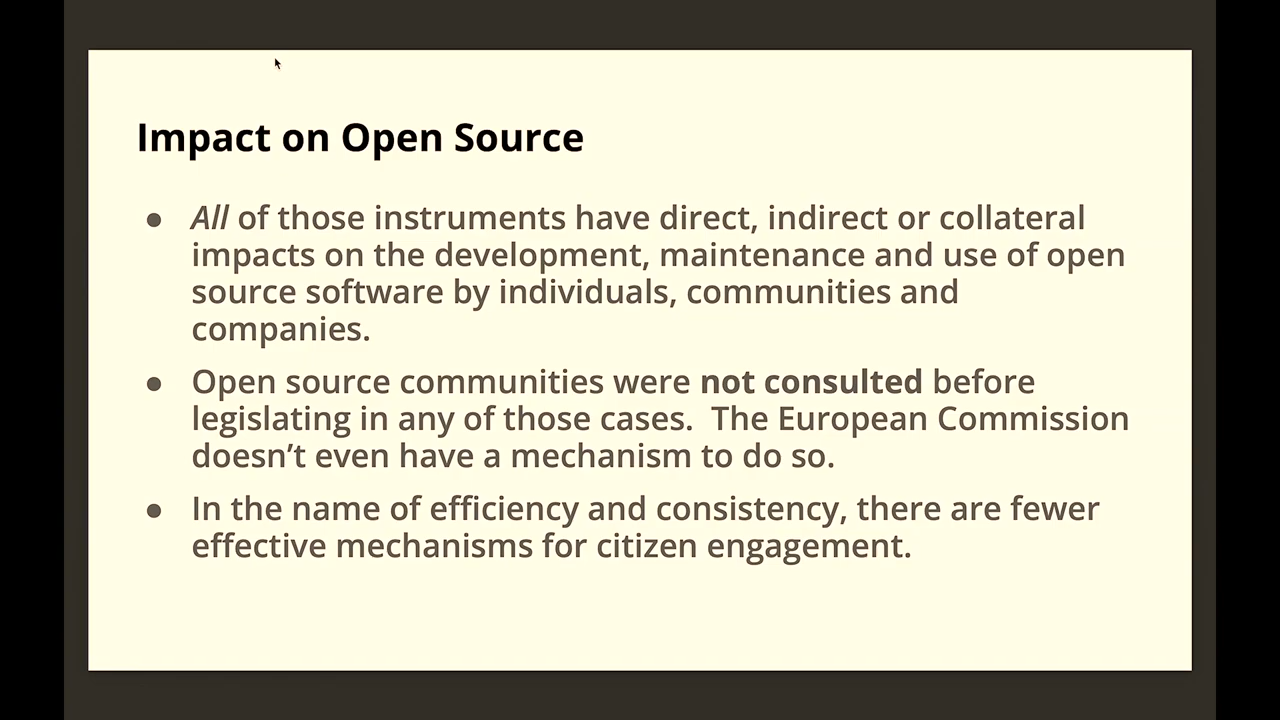 Impact on Open Source
● All of those instruments have direct, indirect or collateral
impacts on the development, maintenance and use of open
source software by individuals, communities and
companies.
● Open source communities were not consulted before
legislating in any of those cases.  The European Commission
doesn’t even have a mechanism to do so.
● In the name of efficiency and consistency, there are fewer
effective mechanisms for citizen engagement.